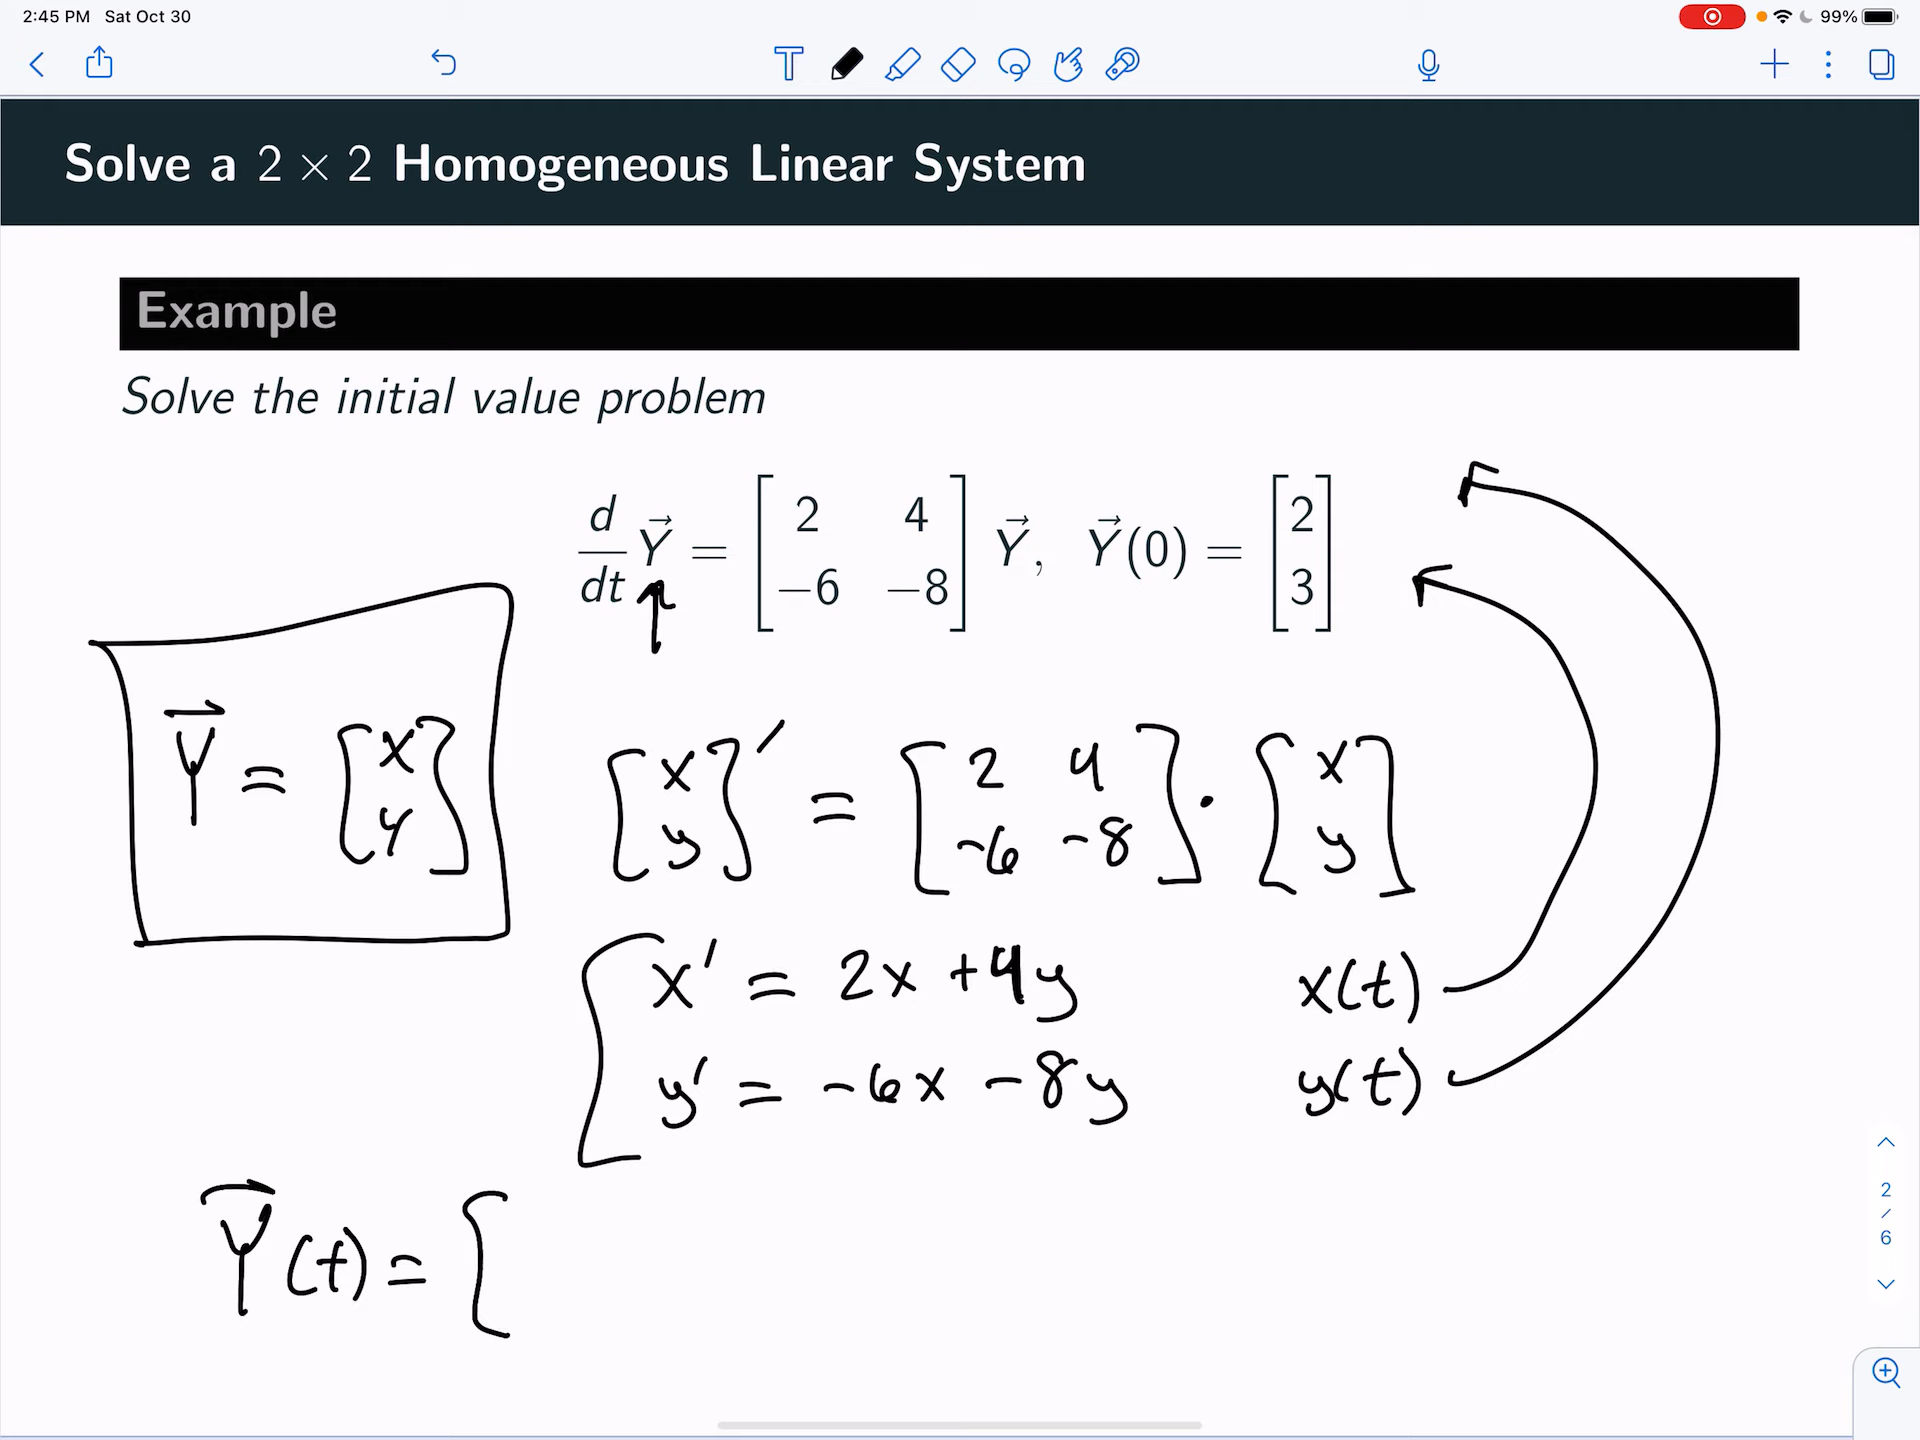 2:45 PM Sat Oct 30 99%
T
Solve a 2 × 2 Homogeneous Linear System
Example
Solve the initial value problem
d/dt Y⃗ = [2 4; −6 −8] Y⃗, Y⃗(0) = [2; 3]
Y⃗ = [x; y]
[x; y]′ = [2 4; -6 -8] · [x; y]
x′ = 2x + 4y x(t)
y′ = -6x - 8y y(t)
Y⃗(t) = [
2
/
6